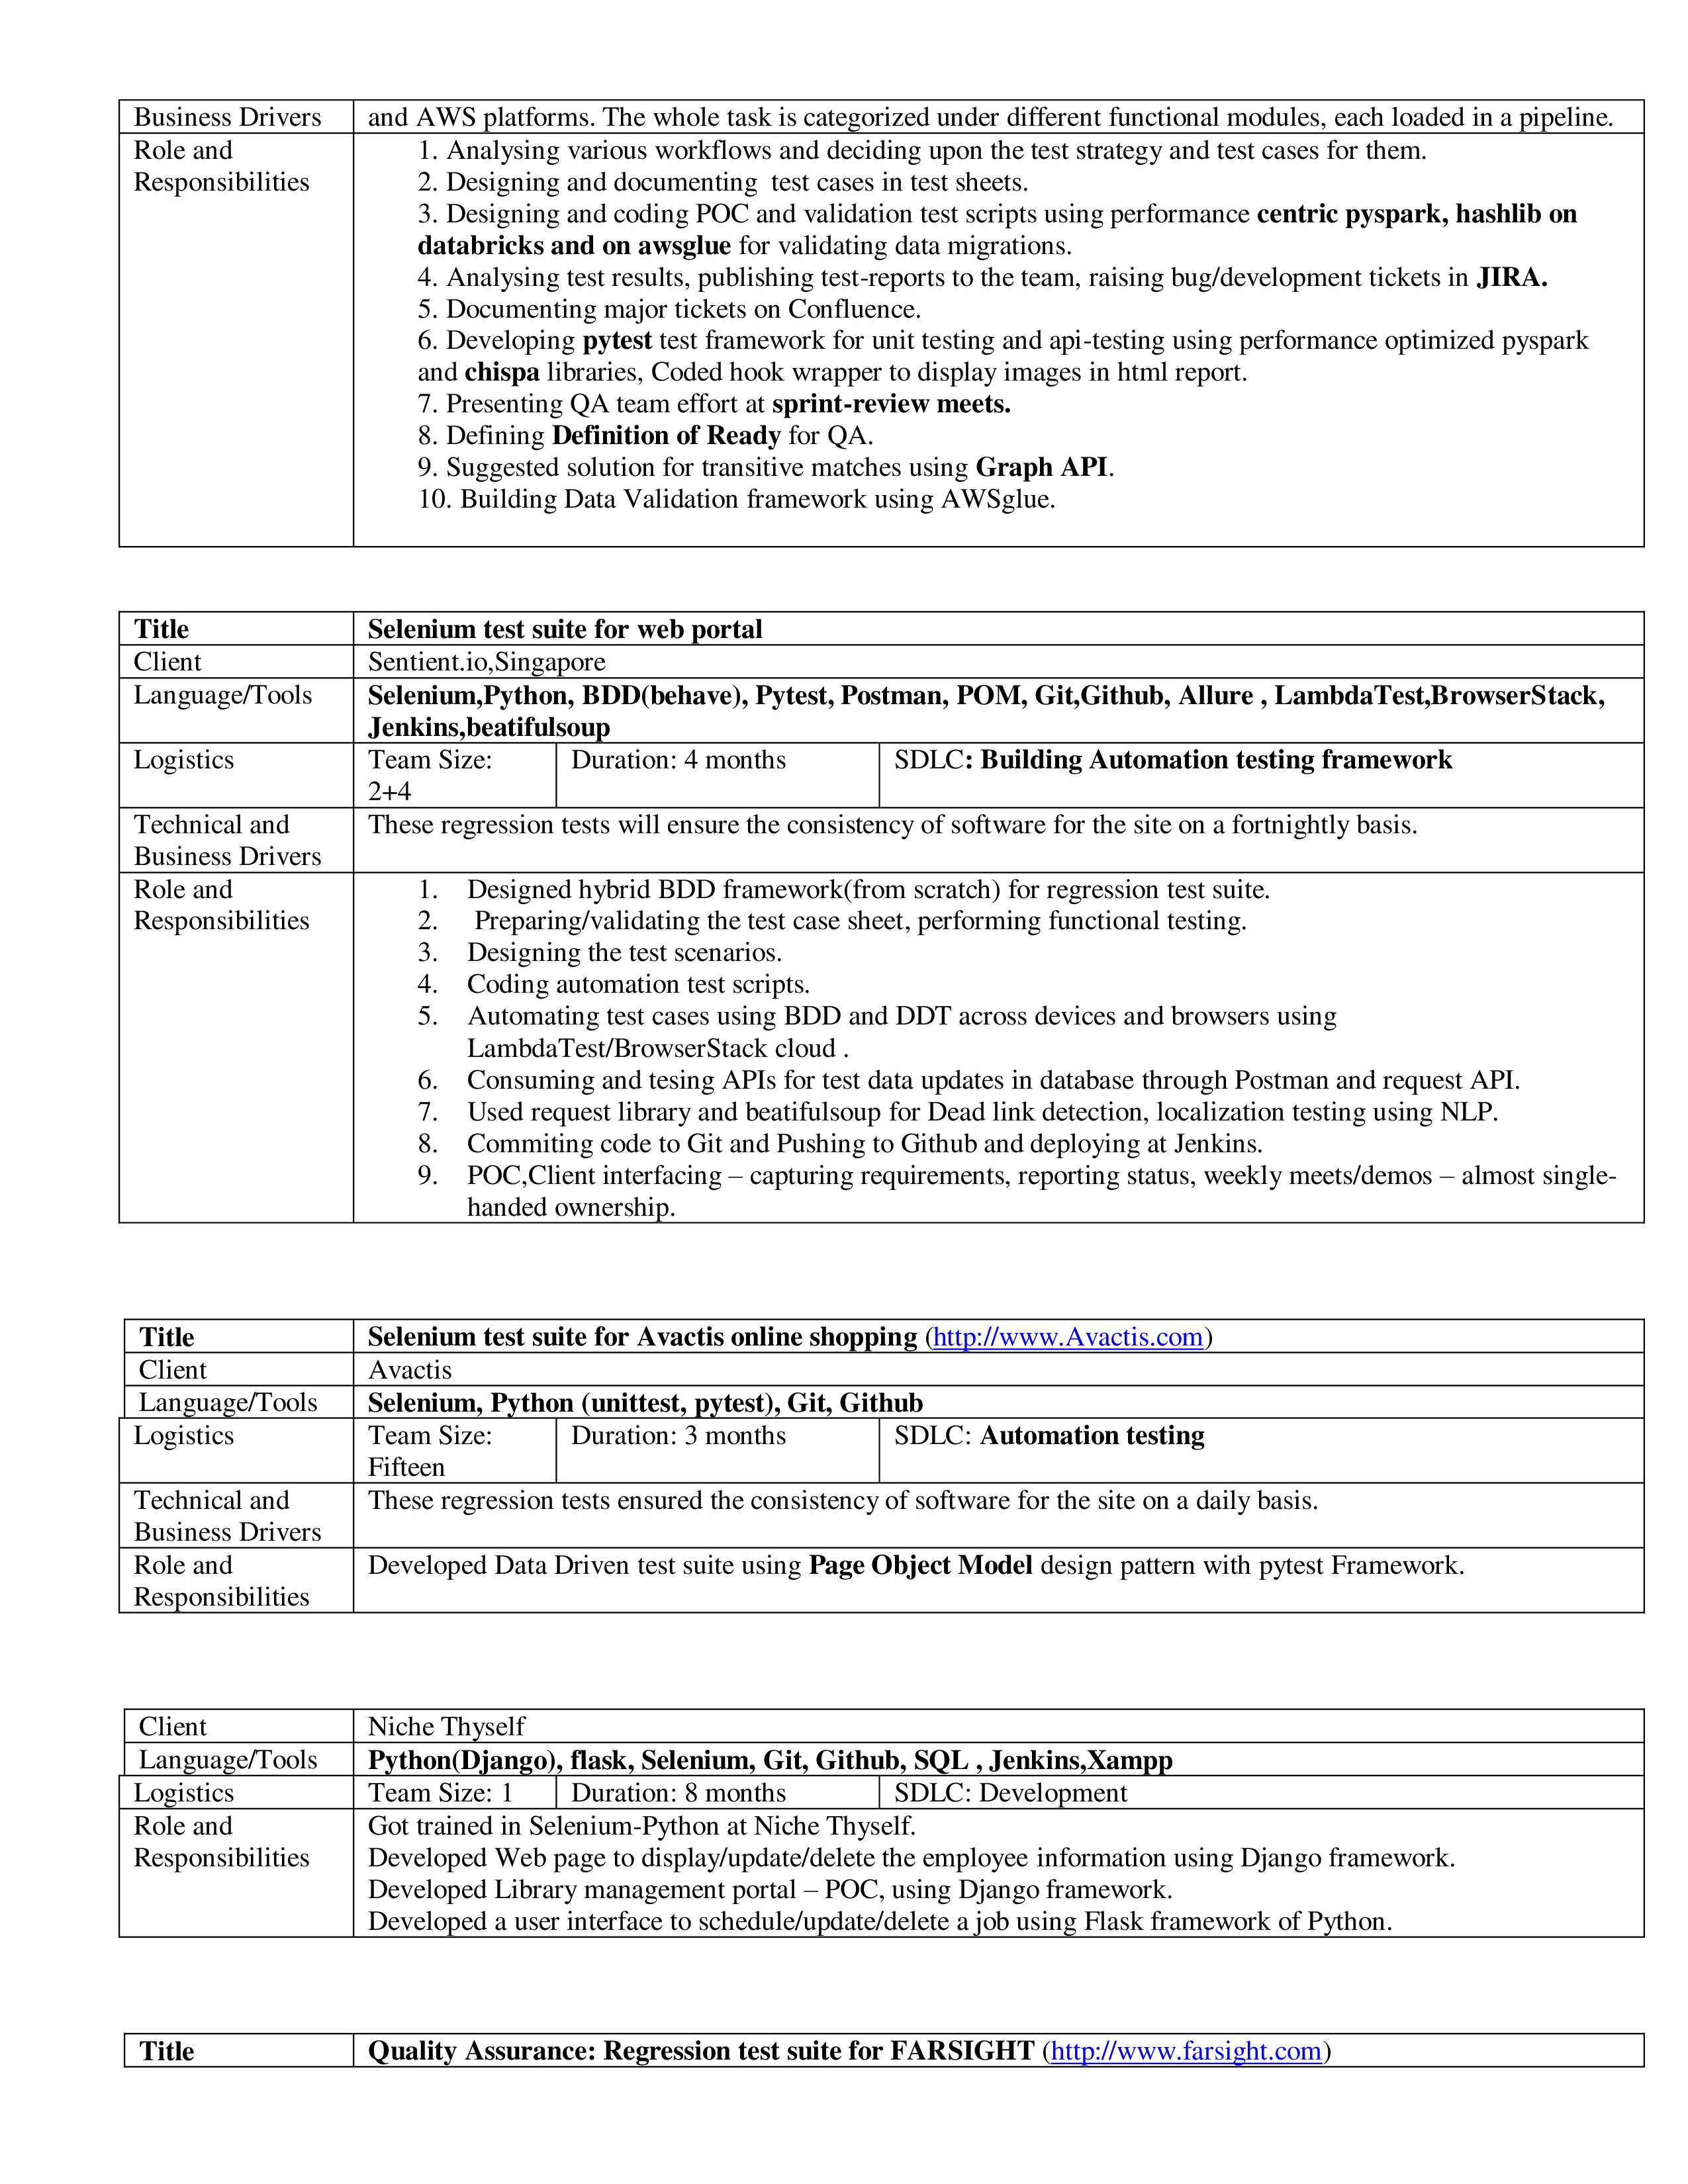 Business Drivers and AWS platforms. The whole task is categorized under different functional modules, each loaded in a pipeline.
Role and
Responsibilities
1. Analysing various workflows and deciding upon the test strategy and test cases for them.
2. Designing and documenting  test cases in test sheets.
3. Designing and coding POC and validation test scripts using performance centric pyspark, hashlib on
databricks and on awsglue for validating data migrations.
4. Analysing test results, publishing test-reports to the team, raising bug/development tickets in JIRA.
5. Documenting major tickets on Confluence.
6. Developing pytest test framework for unit testing and api-testing using performance optimized pyspark
and chispa libraries, Coded hook wrapper to display images in html report.
7. Presenting QA team effort at sprint-review meets.
8. Defining Definition of Ready for QA.
9. Suggested solution for transitive matches using Graph API.
10. Building Data Validation framework using AWSglue.
Title Selenium test suite for web portal
Client Sentient.io,Singapore
Language/Tools Selenium,Python, BDD(behave), Pytest, Postman, POM, Git,Github, Allure , LambdaTest,BrowserStack,
Jenkins,beatifulsoup
Logistics Team Size:
2+4
Duration: 4 months
SDLC: Building Automation testing framework
Technical and
Business Drivers
These regression tests will ensure the consistency of software for the site on a fortnightly basis.
Role and
Responsibilities
1. Designed hybrid BDD framework(from scratch) for regression test suite.
2. Preparing/validating the test case sheet, performing functional testing.
3. Designing the test scenarios.
4. Coding automation test scripts.
5. Automating test cases using BDD and DDT across devices and browsers using
LambdaTest/BrowserStack cloud .
6. Consuming and tesing APIs for test data updates in database through Postman and request API.
7. Used request library and beatifulsoup for Dead link detection, localization testing using NLP.
8. Commiting code to Git and Pushing to Github and deploying at Jenkins.
9. POC,Client interfacing – capturing requirements, reporting status, weekly meets/demos – almost single-
handed ownership.
Title Selenium test suite for Avactis online shopping (http://www.Avactis.com)
Client Avactis
Language/Tools Selenium, Python (unittest, pytest), Git, Github
Logistics Team Size:
Fifteen
Duration: 3 months
SDLC: Automation testing
Technical and
Business Drivers
These regression tests ensured the consistency of software for the site on a daily basis.
Role and
Responsibilities
Developed Data Driven test suite using Page Object Model design pattern with pytest Framework.
Client Niche Thyself
Language/Tools Python(Django), flask, Selenium, Git, Github, SQL , Jenkins,Xampp
Logistics Team Size: 1 Duration: 8 months SDLC: Development
Role and
Responsibilities
Got trained in Selenium-Python at Niche Thyself.
Developed Web page to display/update/delete the employee information using Django framework.
Developed Library management portal – POC, using Django framework.
Developed a user interface to schedule/update/delete a job using Flask framework of Python.
Title Quality Assurance: Regression test suite for FARSIGHT (http://www.farsight.com)